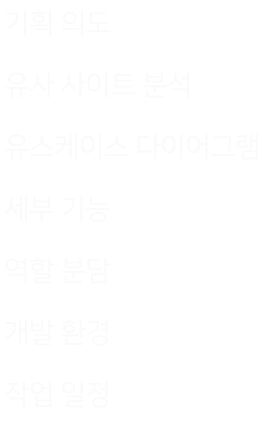 기획 의도
유사 사이트 분석
유스케이스 다이어그램
세부 기능
역할 분담
개발 환경
작업 일정